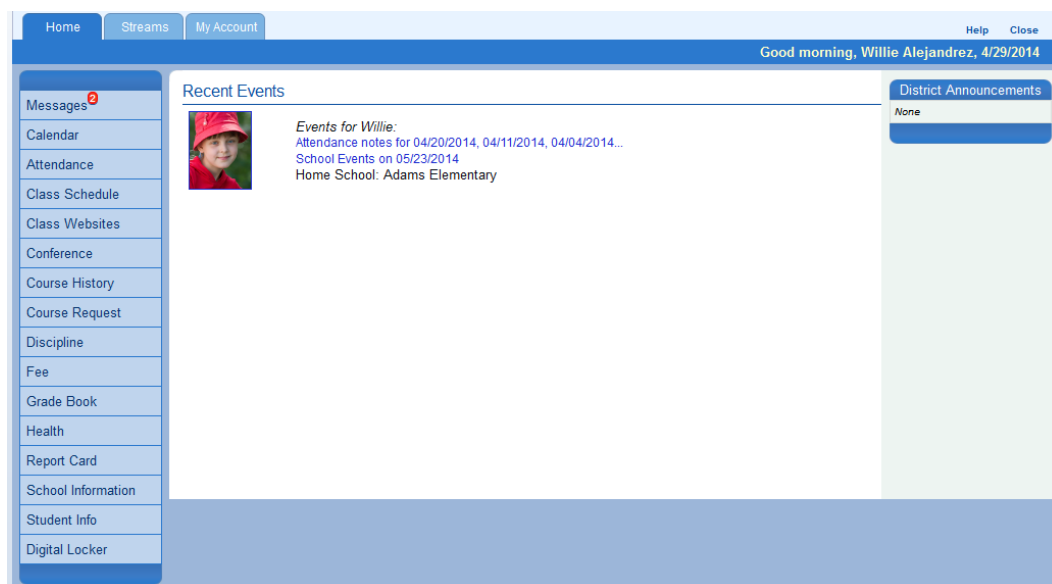 Home Streams My Account
Help Close
Good morning, Willie Alejandrez, 4/29/2014
Messages 2
Calendar
Attendance
Class Schedule
Class Websites
Conference
Course History
Course Request
Discipline
Fee
Grade Book
Health
Report Card
School Information
Student Info
Digital Locker
Recent Events
Events for Willie:
Attendance notes for 04/20/2014, 04/11/2014, 04/04/2014...
School Events on 05/23/2014
Home School: Adams Elementary
District Announcements
None